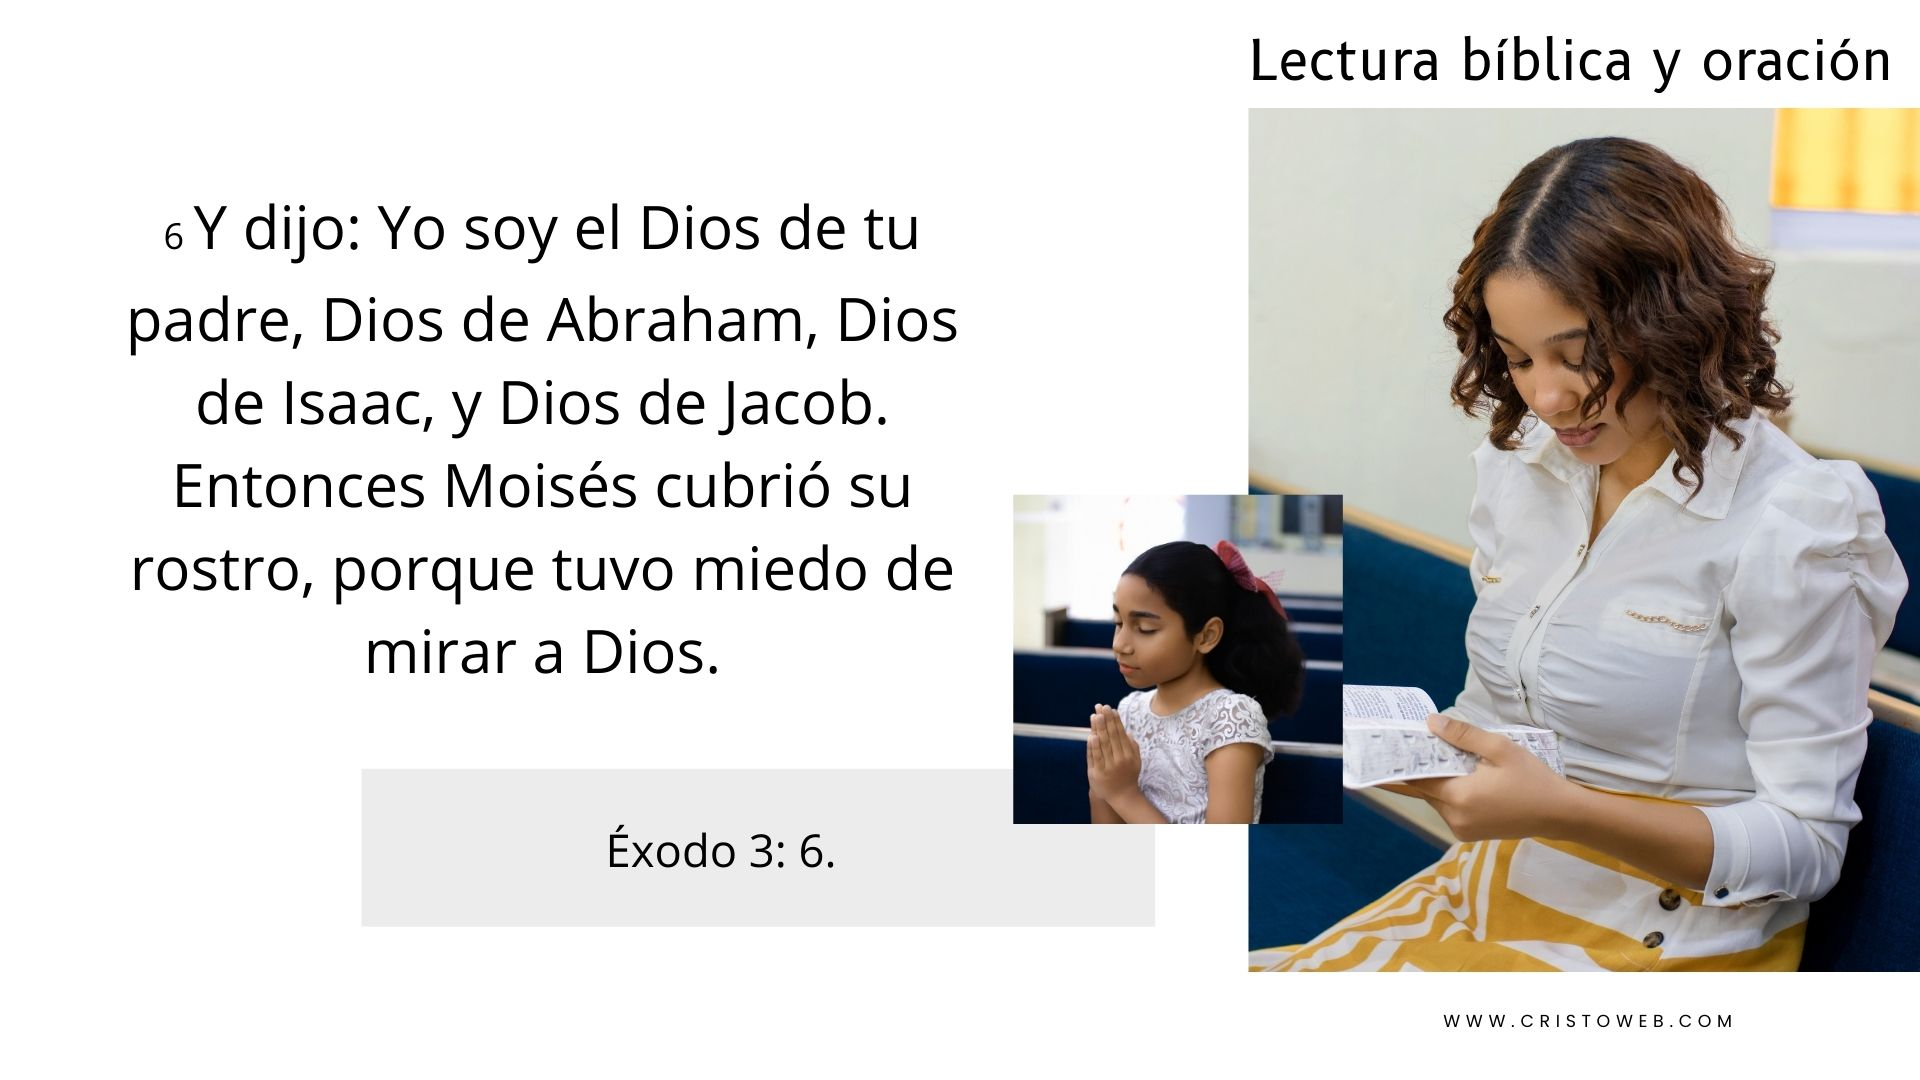 Lectura bíblica y oración
6 Y dijo: Yo soy el Dios de tu
padre, Dios de Abraham, Dios
de Isaac, y Dios de Jacob.
Entonces Moisés cubrió su
rostro, porque tuvo miedo de
mirar a Dios.
Éxodo 3: 6.
WWW.CRISTOWEB.COM